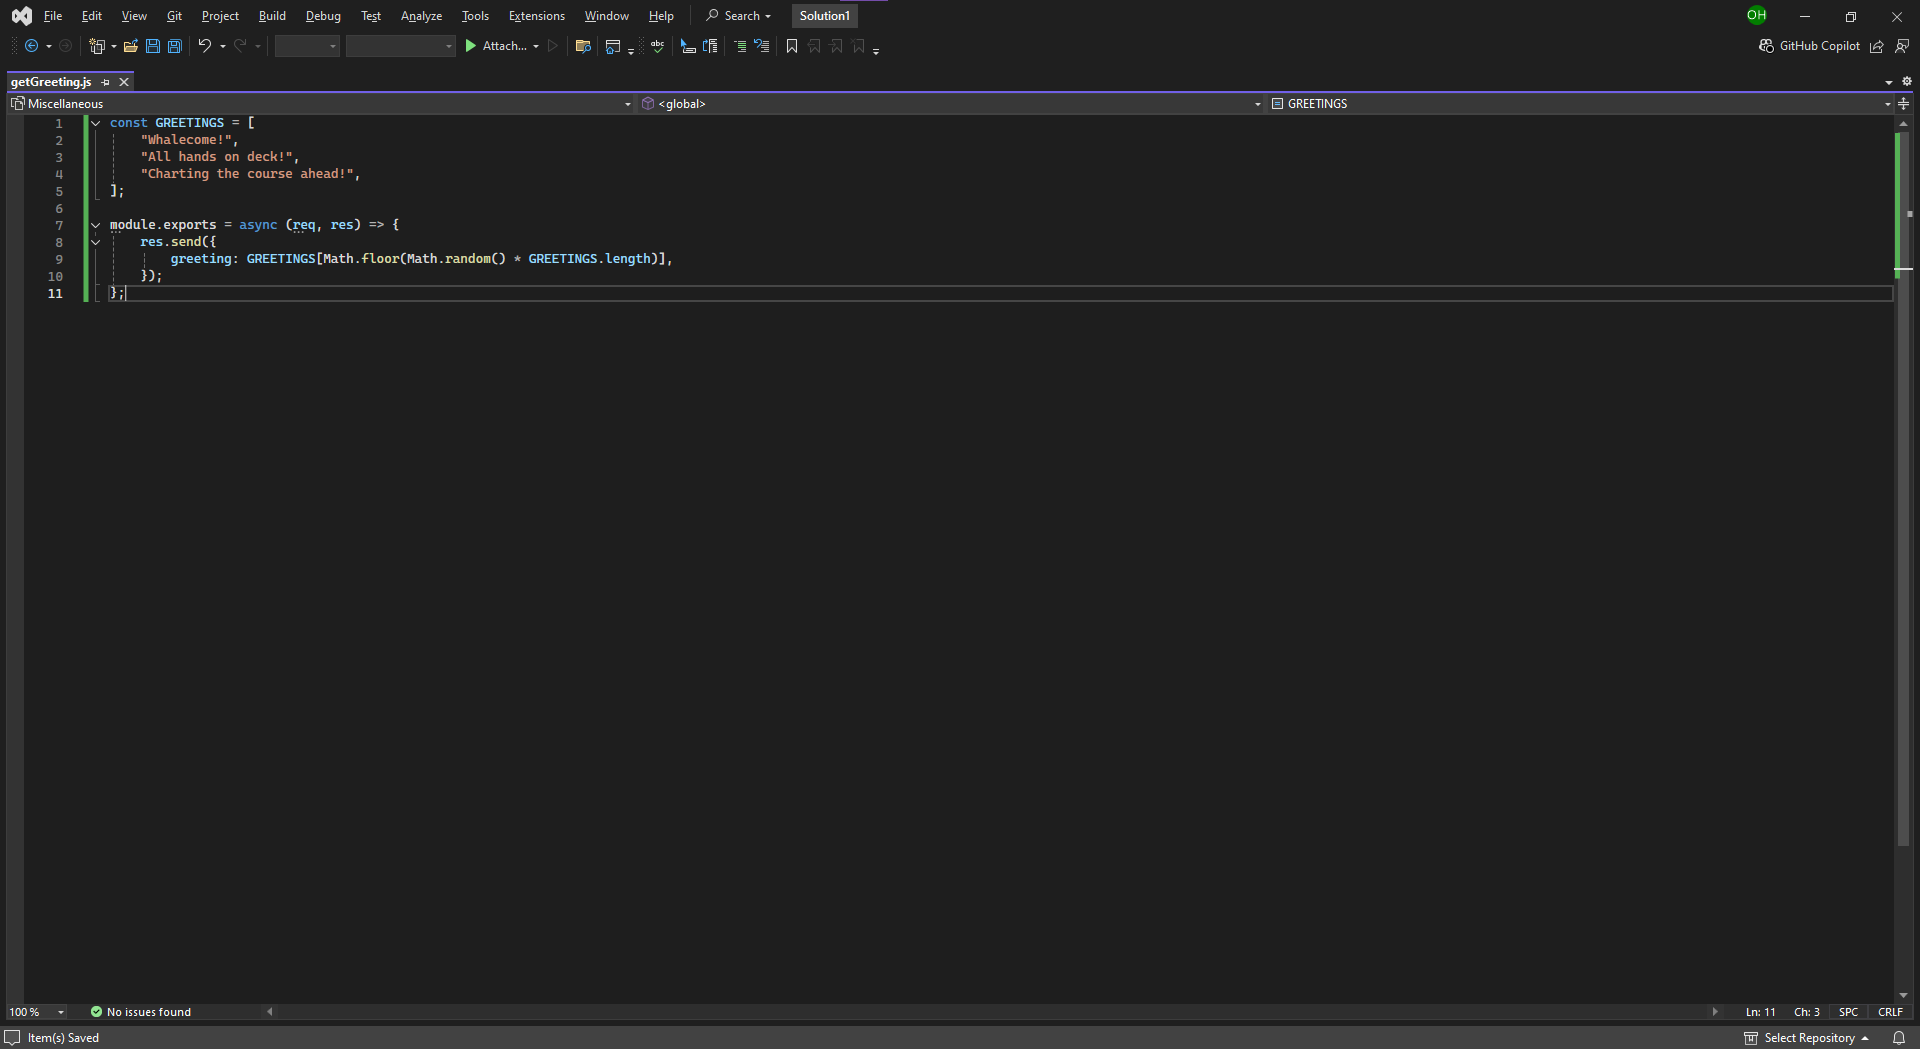 File Edit View Git Project Build Debug Test Analyze Tools Extensions Window Help Search Solution1 OH
Attach... abc GitHub Copilot
getGreeting.js
Miscellaneous <global> GREETINGS
1 const GREETINGS = [
2 "Whalecome!",
3 "All hands on deck!",
4 "Charting the course ahead!",
5 ];
6
7 module.exports = async (req, res) => {
8 res.send({
9 greeting: GREETINGS[Math.floor(Math.random() * GREETINGS.length)],
10 });
11 };
100 % No issues found Ln: 11 Ch: 3 SPC CRLF
Item(s) Saved Select Repository